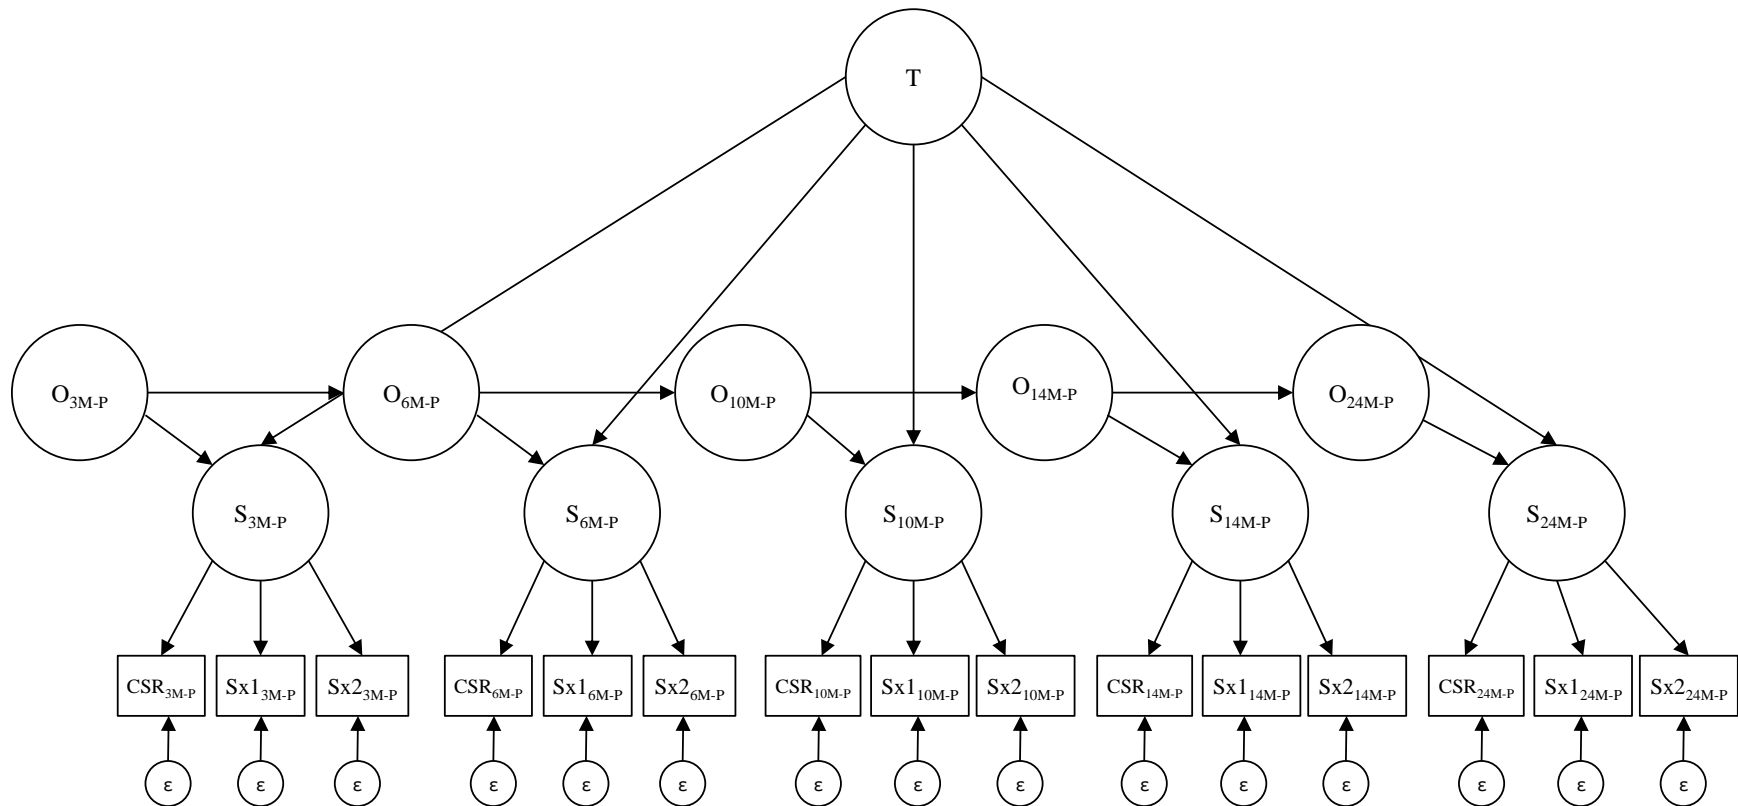 T
O3M-P O6M-P O10M-P O14M-P O24M-P
S3M-P S6M-P S10M-P S14M-P S24M-P
CSR3M-P Sx13M-P Sx23M-P CSR6M-P Sx16M-P Sx26M-P CSR10M-P Sx110M-P Sx210M-P CSR14M-P Sx114M-P Sx214M-P CSR24M-P Sx124M-P Sx224M-P
ε ε ε ε ε ε ε ε ε ε ε ε ε ε ε